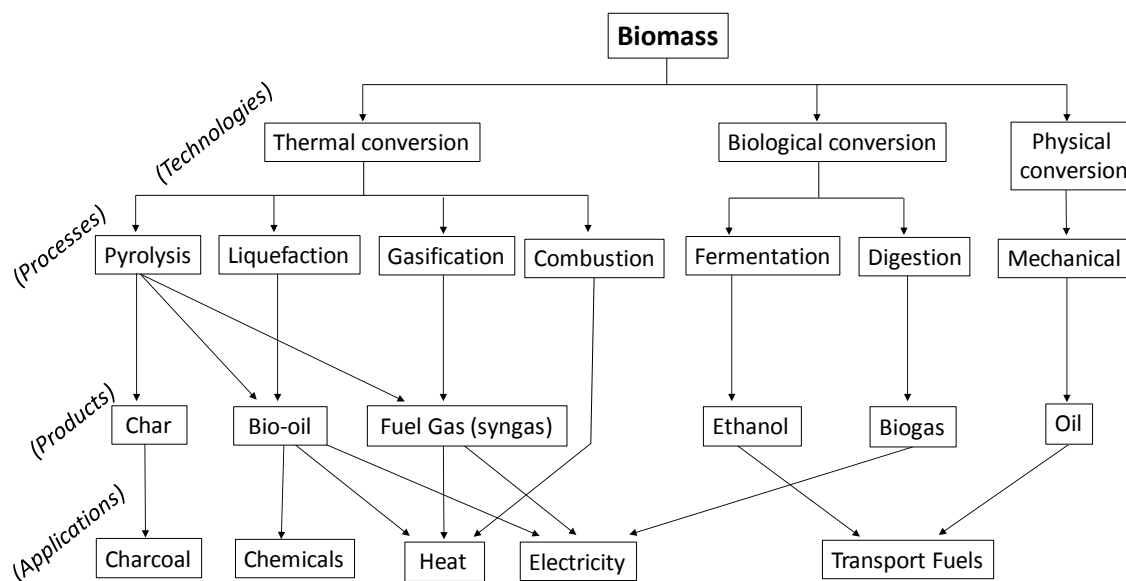 Biomass
(Technologies)
Thermal conversion
Biological conversion
Physical
conversion
(Processes)
Pyrolysis
Liquefaction
Gasification
Combustion
Fermentation
Digestion
Mechanical
(Products)
Char
Bio-oil
Fuel Gas (syngas)
Ethanol
Biogas
Oil
(Applications)
Charcoal
Chemicals
Heat
Electricity
Transport Fuels